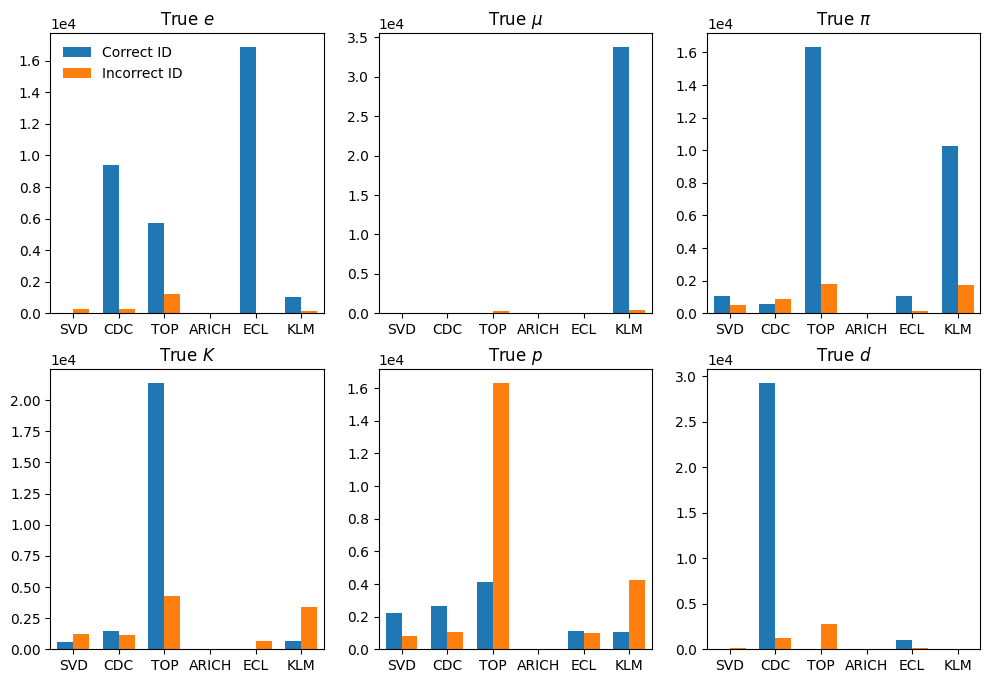 True e
1e4
Correct ID
Incorrect ID
1.6
1.4
1.2
1.0
0.8
0.6
0.4
0.2
0.0
SVD CDC TOP ARICH ECL KLM
True μ
1e4
3.5
3.0
2.5
2.0
1.5
1.0
0.5
0.0
SVD CDC TOP ARICH ECL KLM
True π
1e4
1.6
1.4
1.2
1.0
0.8
0.6
0.4
0.2
0.0
SVD CDC TOP ARICH ECL KLM
True K
1e4
2.00
1.75
1.50
1.25
1.00
0.75
0.50
0.25
0.00
SVD CDC TOP ARICH ECL KLM
True p
1e4
1.6
1.4
1.2
1.0
0.8
0.6
0.4
0.2
0.0
SVD CDC TOP ARICH ECL KLM
True d
1e4
3.0
2.5
2.0
1.5
1.0
0.5
0.0
SVD CDC TOP ARICH ECL KLM